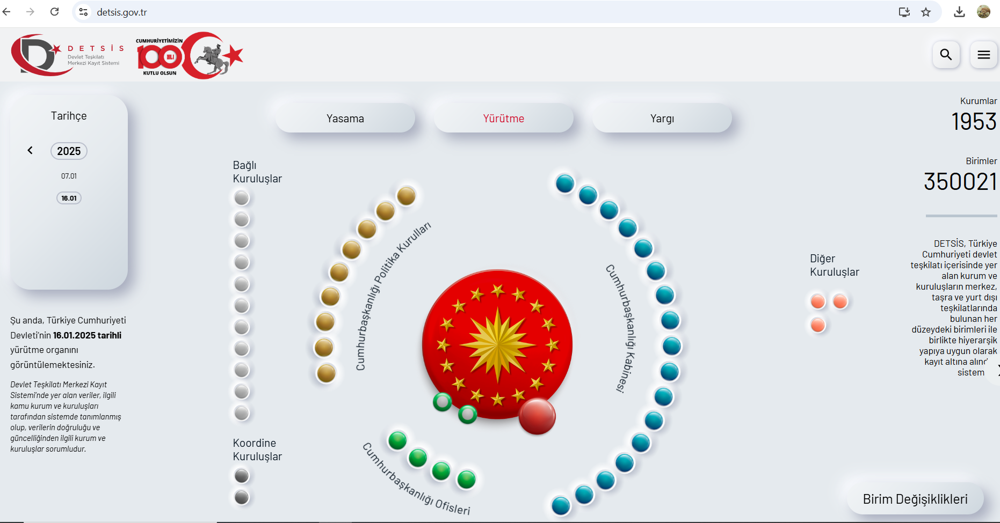 detsis.gov.tr
DETSİS
Devlet Teşkilatı
Merkezi Kayıt Sistemi
CUMHURİYETİMİZİN
100
KUTLU OLSUN
Tarihçe
2025
07.01
16.01
Şu anda, Türkiye Cumhuriyeti
Devleti’nin 16.01.2025 tarihli
yürütme organını
görüntülemektesiniz.
Devlet Teşkilatı Merkezi Kayıt
Sistemi’nde yer alan veriler, ilgili
kamu kurum ve kuruluşları
tarafından sistemde tanımlanmış
olup, verilerin doğruluğu ve
güncelliğinden ilgili kurum ve
kuruluşlar sorumludur.
Yasama
Yürütme
Yargı
Bağlı
Kuruluşlar
Koordine
Kuruluşlar
Cumhurbaşkanlığı Politika Kurulları
Cumhurbaşkanlığı Kabinesi
Cumhurbaşkanlığı Ofisleri
Diğer
Kuruluşlar
Kurumlar
1953
Birimler
350021
DETSİS, Türkiye
Cumhuriyeti devlet
teşkilatı içerisinde yer
alan kurum ve
kuruluşların merkez,
taşra ve yurt dışı
teşkilatlarında
bulunan her
düzeydeki birimleri ile
birlikte hiyerarşik
yapıya uygun olarak
kayıt altına
sistem
Birim Değişiklikleri